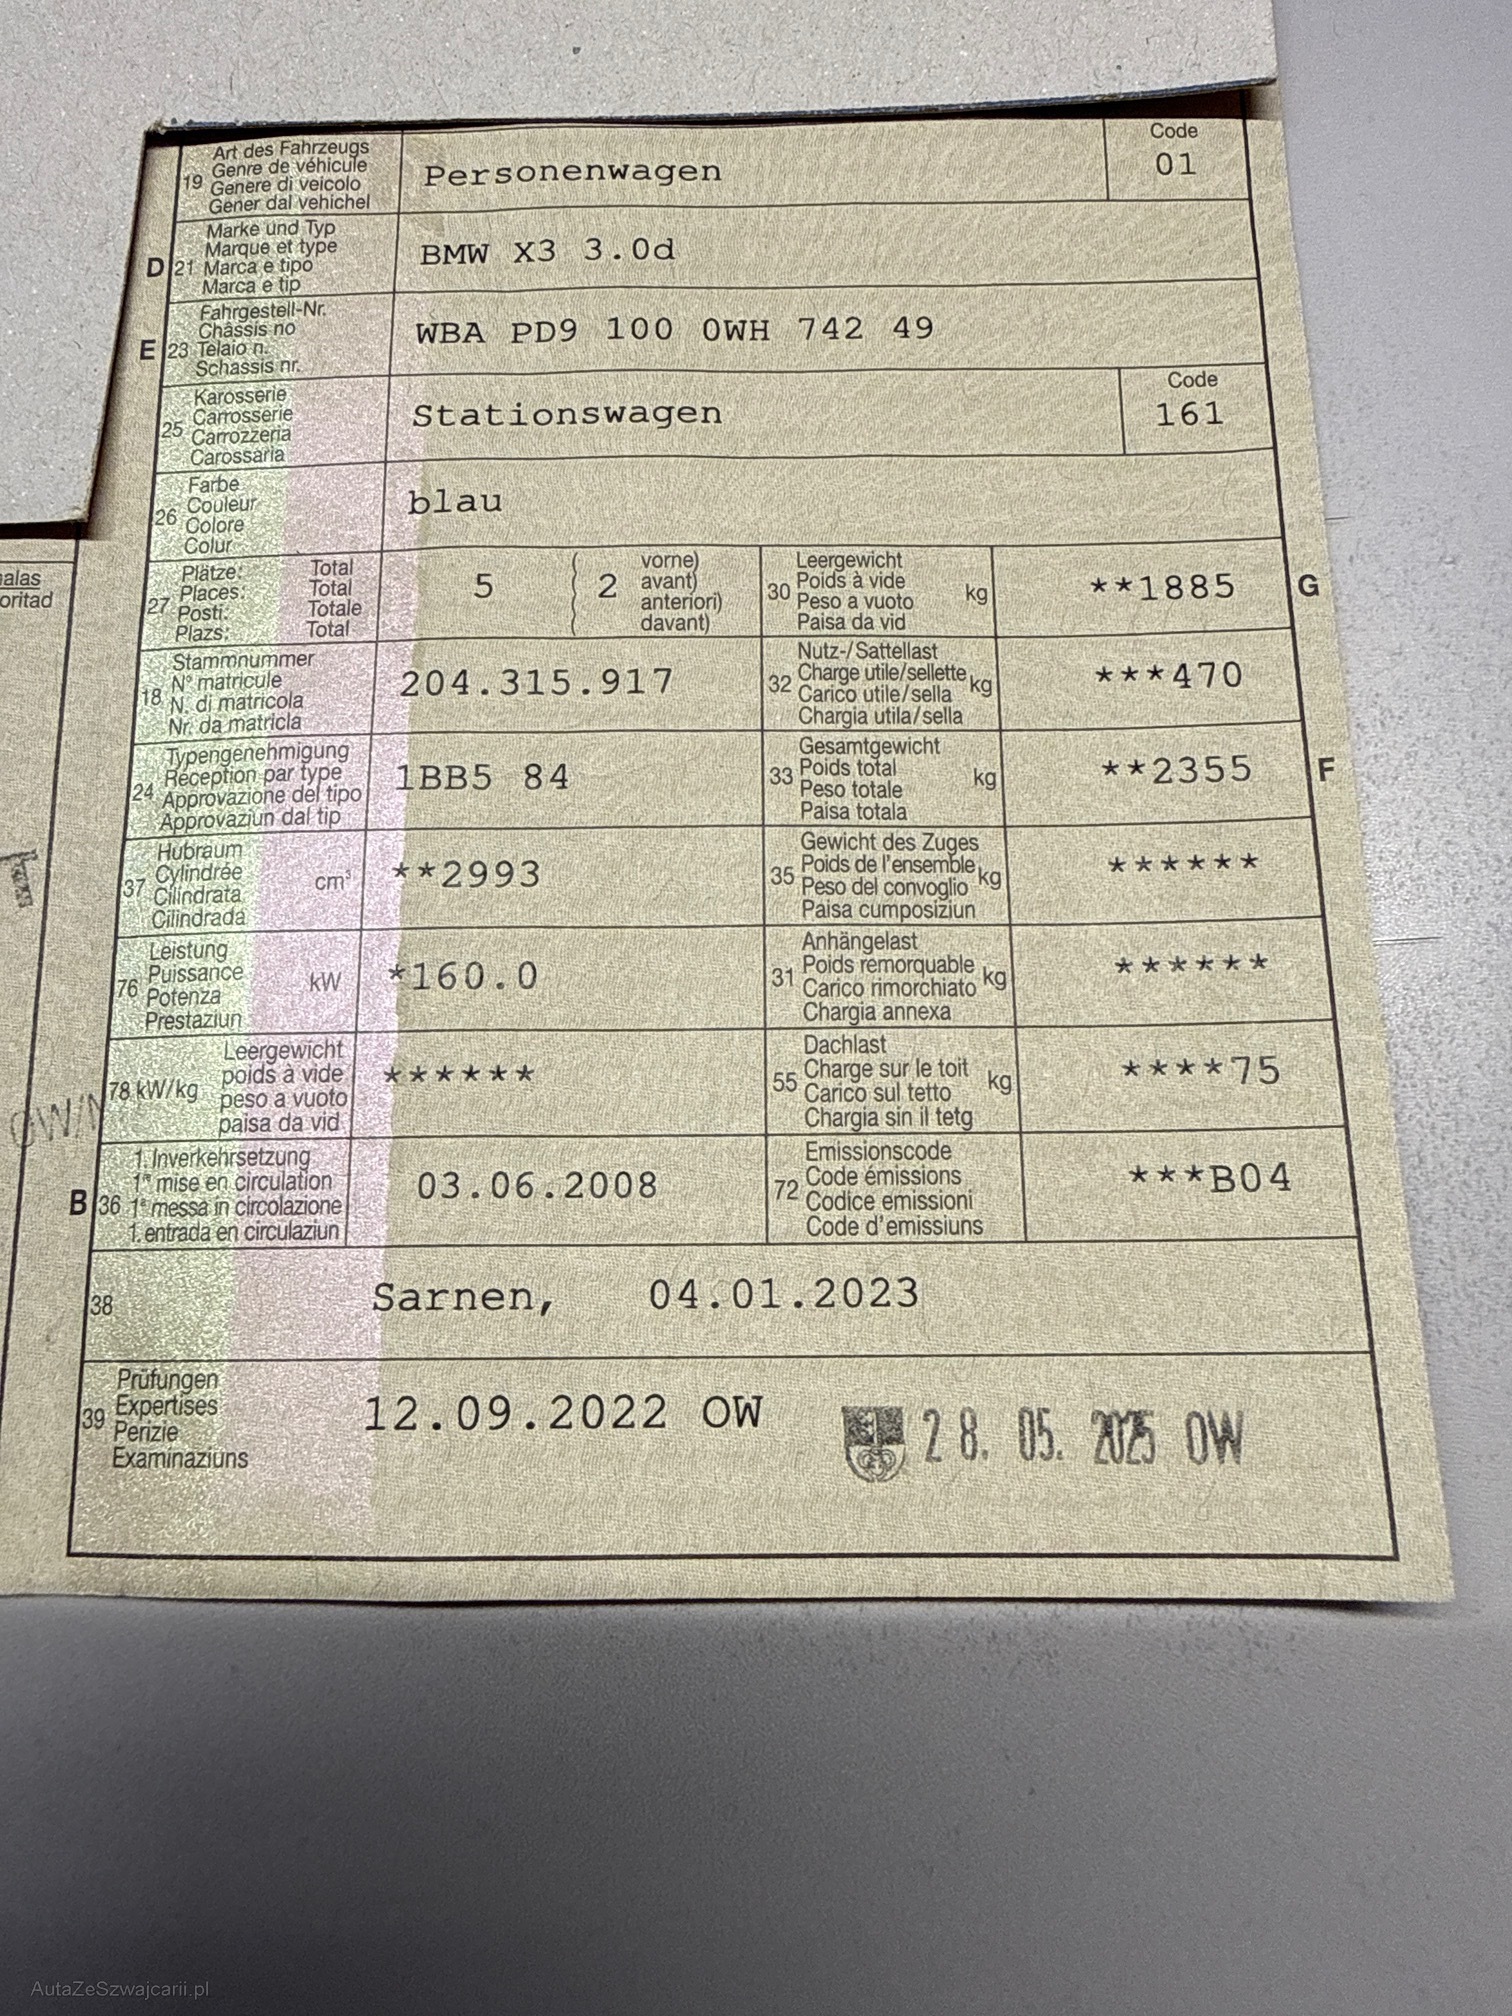 Art des Fahrzeugs
Genre de véhicule
19 Genere di veicolo
Gener dal vehichel
Personenwagen
Code
01
Marke und Typ
Marque et type
D 21 Marca e tipo
Marca e tip
BMW X3 3.0d
Fahrgestell-Nr.
Châssis no
E 23 Telaio n.
Schassis nr.
WBA PD9 100 0WH 742 49
Karosserie
Carrosserie
25 Carrozzeria
Carossaria
Stationswagen
Code
161
Farbe
Couleur
26 Colore
Colur
blau
Plätze: Total
Places: Total
27 Posti: Totale
Plazs: Total
5 ( 2 vorne)
avant)
anteriori)
davant)
Leergewicht
Poids à vide
30 Peso a vuoto kg
Paisa da vid
**1885 G
Stammnummer
N° matricule
18 N. di matricola
Nr. da matricla
204.315.917
Nutz-/Sattellast
Charge utile/sellette
32 Carico utile/sella kg
Chargia utila/sella
***470
Typengenehmigung
Réception par type
24 Approvazione del tipo
Approvaziun dal tip
1BB5 84
Gesamtgewicht
Poids total
33 Peso totale kg
Paisa totala
**2355 F
Hubraum
Cylindrée
37 Cilindrata cm³
Cilindrada
**2993
Gewicht des Zuges
Poids de l'ensemble
35 Peso del convoglio kg
Paisa cumposiziun
******
Leistung
Puissance
76 Potenza kW
Prestaziun
*160.0
Anhängelast
Poids remorquable
31 Carico rimorchiato kg
Chargia annexa
******
Leergewicht
poids à vide
78 kW/kg peso a vuoto
paisa da vid
******
Dachlast
Charge sur le toit
55 Carico sul tetto kg
Chargia sin il tetg
****75
1. Inverkehrsetzung
1re mise en circulation
B 36 1a messa in circolazione
1. entrada en circulaziun
03.06.2008
Emissionscode
Code émissions
72 Codice emissioni
Code d'emissiuns
***B04
38 Sarnen, 04.01.2023
Prüfungen
39 Expertises
Perizie
Examinaziuns
12.09.2022 OW
28. 05. 2025 OW
alas
oritad
OW/
AutaZeSzwajcarii.pl